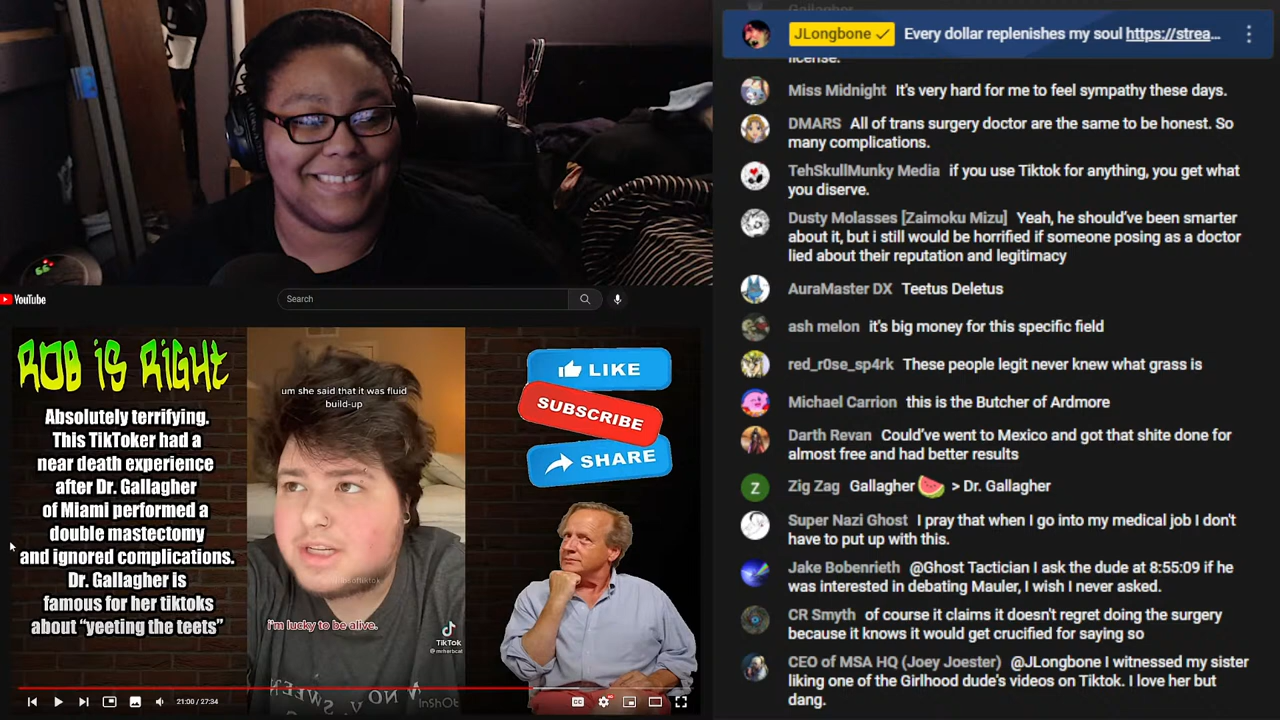 Gallagher
JLongbone ✓ Every dollar replenishes my soul https://strea...
license.
Miss Midnight It's very hard for me to feel sympathy these days.
DMARS All of trans surgery doctor are the same to be honest. So
many complications.
TehSkullMunky Media if you use Tiktok for anything, you get what
you diserve.
Dusty Molasses [Zaimoku Mizu] Yeah, he should've been smarter
about it, but i still would be horrified if someone posing as a doctor
lied about their reputation and legitimacy
AuraMaster DX Teetus Deletus
ash melon it's big money for this specific field
red_r0se_sp4rk These people legit never knew what grass is
Michael Carrion this is the Butcher of Ardmore
Darth Revan Could've went to Mexico and got that shite done for
almost free and had better results
Z Zig Zag Gallagher🍉 > Dr. Gallagher
Super Nazi Ghost I pray that when I go into my medical job I don't
have to put up with this.
Jake Bobenrieth @Ghost Tactician I ask the dude at 8:55:09 if he
was interested in debating Mauler, I wish I never asked.
CR Smyth of course it claims it doesn't regret doing the surgery
because it knows it would get crucified for saying so
CEO of MSA HQ (Joey Joester) @JLongbone I witnessed my sister
liking one of the Girlhood dude's videos on Tiktok. I love her but
dang.
YouTube
Search
ROB IS RIGHT
Absolutely terrifying.
This TikToker had a
near death experience
after Dr. Gallagher
of Miami performed a
double mastectomy
and ignored complications.
Dr. Gallagher is
famous for her tiktoks
about "yeeting the teets"
um she said that it was fluid
build-up
i'm lucky to be alive.
TikTok
InShOt
LIKE
SUBSCRIBE
SHARE
21:00 / 27:34
CC